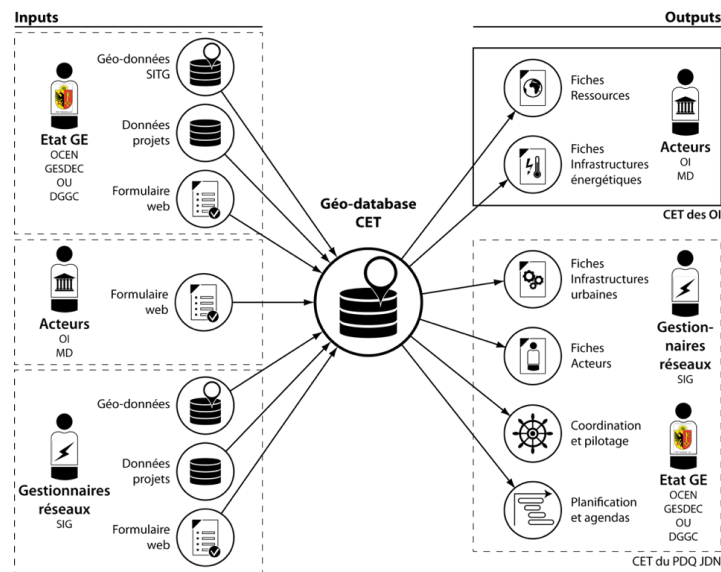 Inputs
Outputs
Géo-données
SITG
Données
projets
Formulaire
web
Etat GE
OCEN
GESDEC
OU
DGGC
Formulaire
web
Acteurs
OI
MD
Géo-données
Données
projets
Formulaire
web
Gestionnaires
réseaux
SIG
Géo-database
CET
Fiches
Ressources
Fiches
Infrastructures
énergétiques
Acteurs
OI
MD
CET des OI
Fiches
Infrastructures
urbaines
Fiches
Acteurs
Coordination
et pilotage
Planification
et agendas
Gestion-
naires
réseaux
SIG
Etat GE
OCEN
GESDEC
OU
DGGC
CET du PDQ JDN